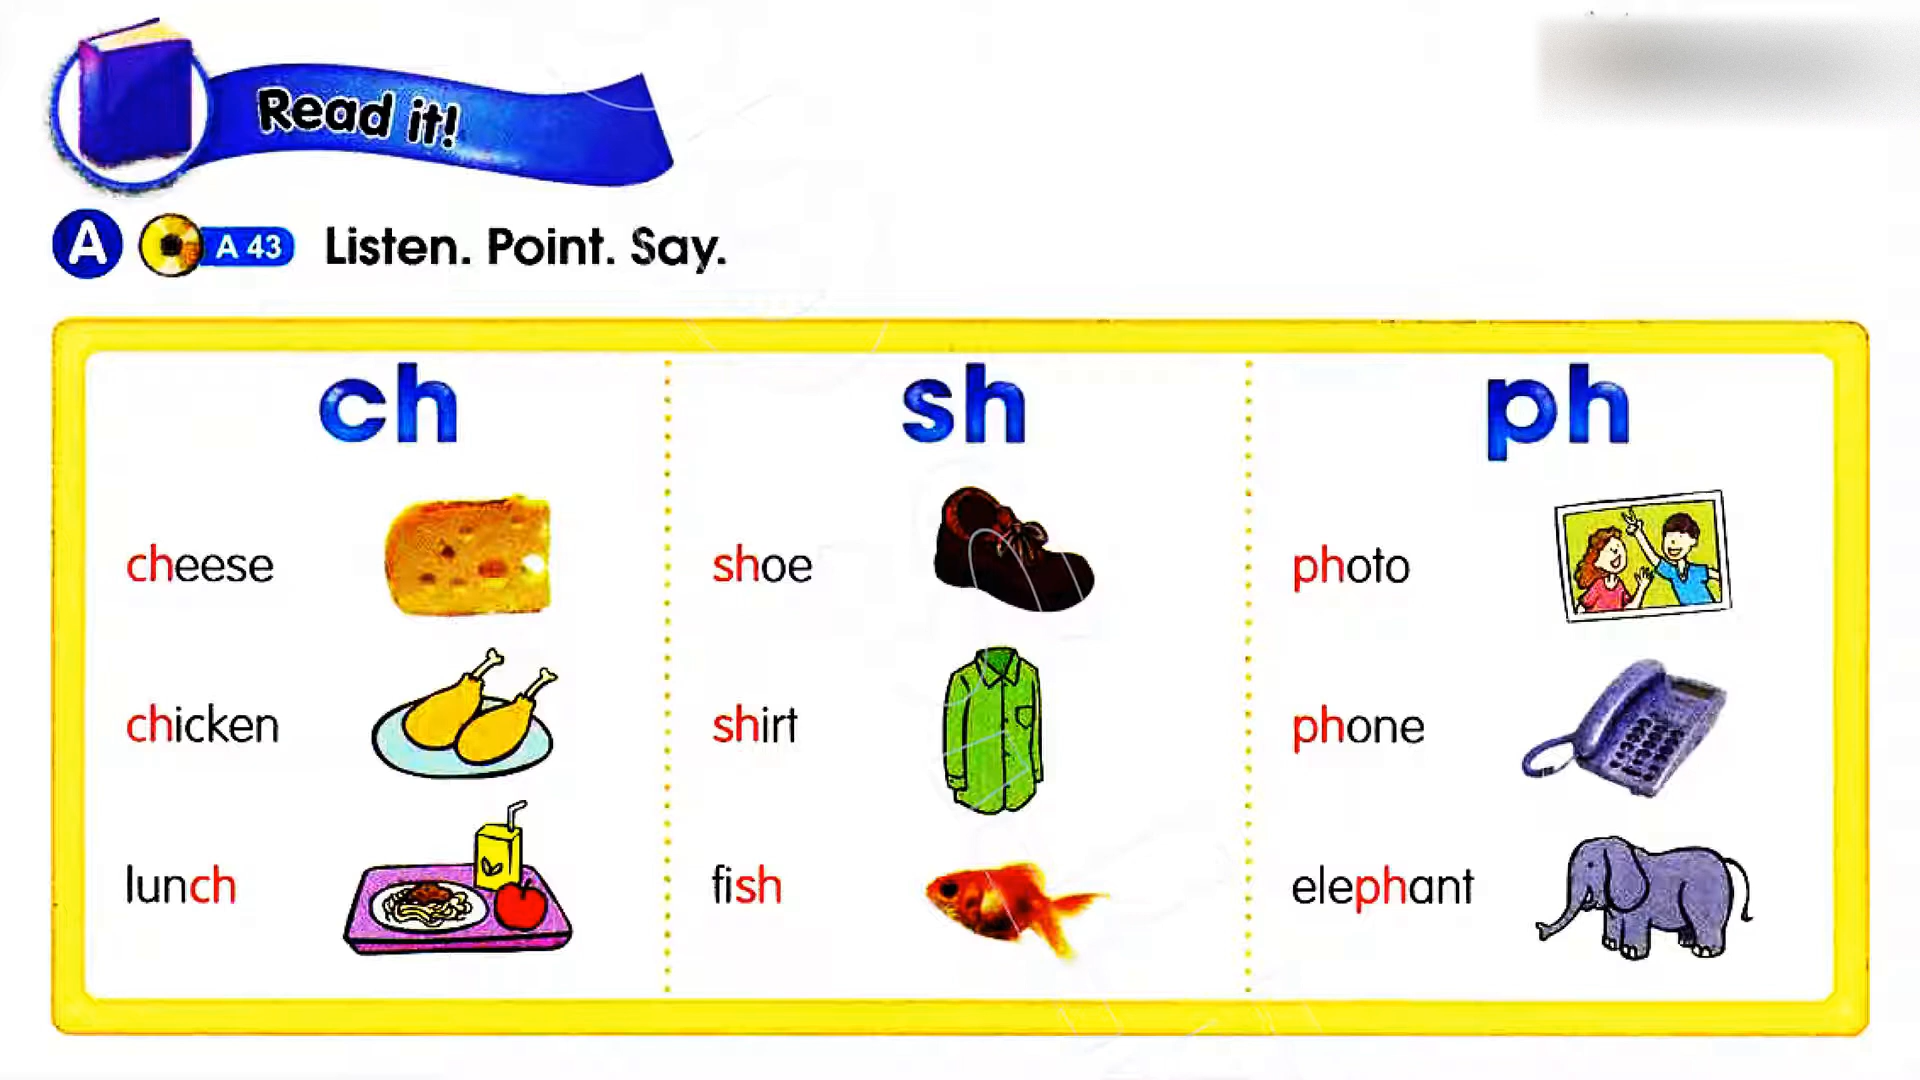 Read it!
A A 43 Listen. Point. Say.
ch sh ph
cheese shoe photo
chicken shirt phone
lunch fish elephant